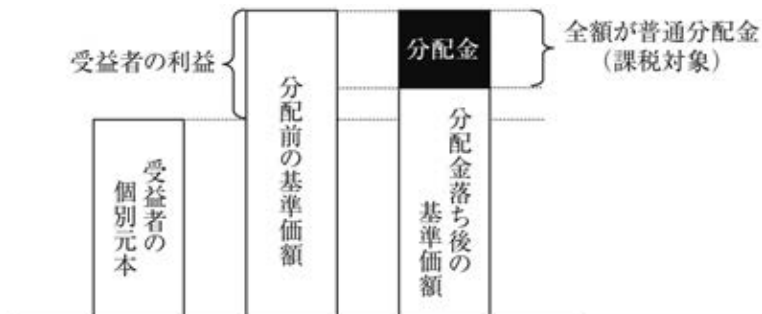 受益者の利益
分配金
全額が普通分配金
（課税対象）
受益者の
個別元本
分配前の基準価額
分配金落ち後の
基準価額